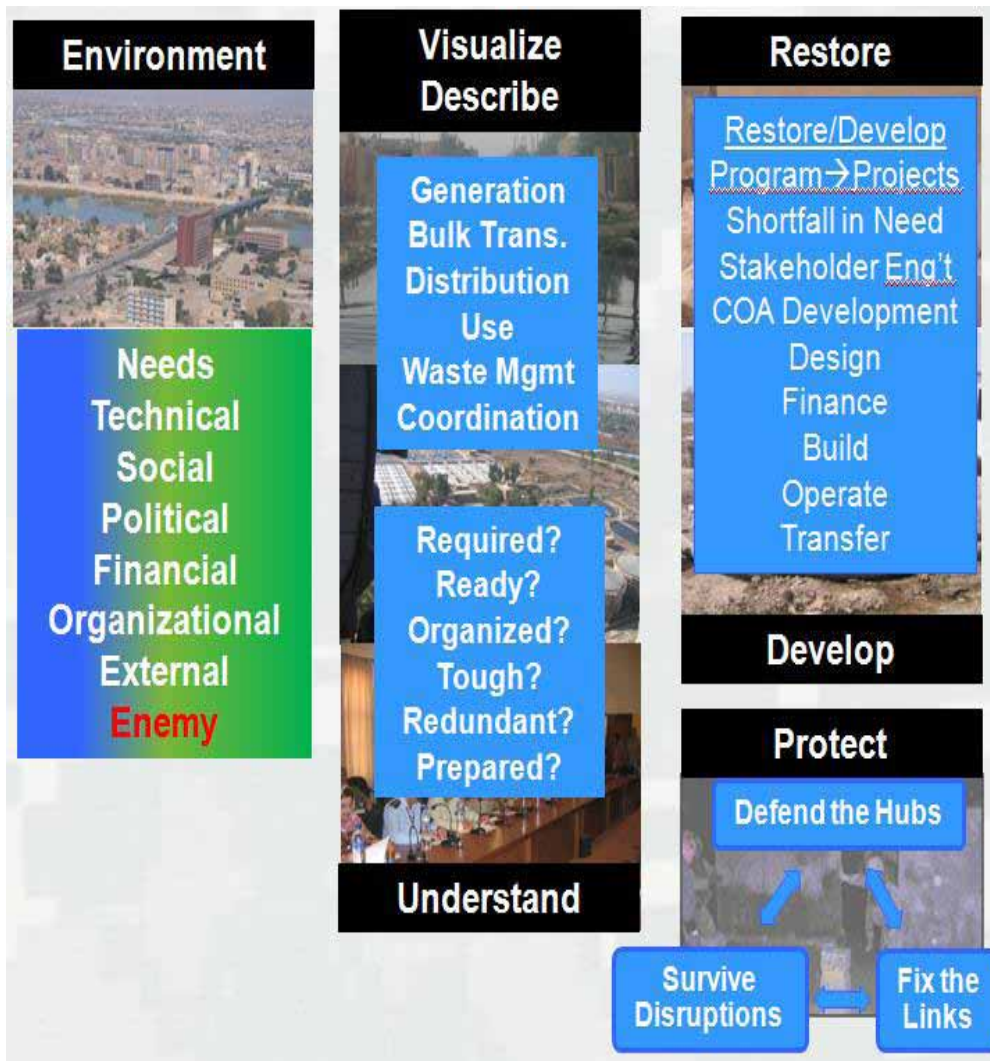 Environment
Needs
Technical
Social
Political
Financial
Organizational
External
Enemy
Visualize
Describe
Generation
Bulk Trans.
Distribution
Use
Waste Mgmt
Coordination
Required?
Ready?
Organized?
Tough?
Redundant?
Prepared?
Understand
Restore
Restore/Develop
Program→Projects
Shortfall in Need
Stakeholder Eng't
COA Development
Design
Finance
Build
Operate
Transfer
Develop
Protect
Defend the Hubs
Survive
Disruptions
Fix the
Links